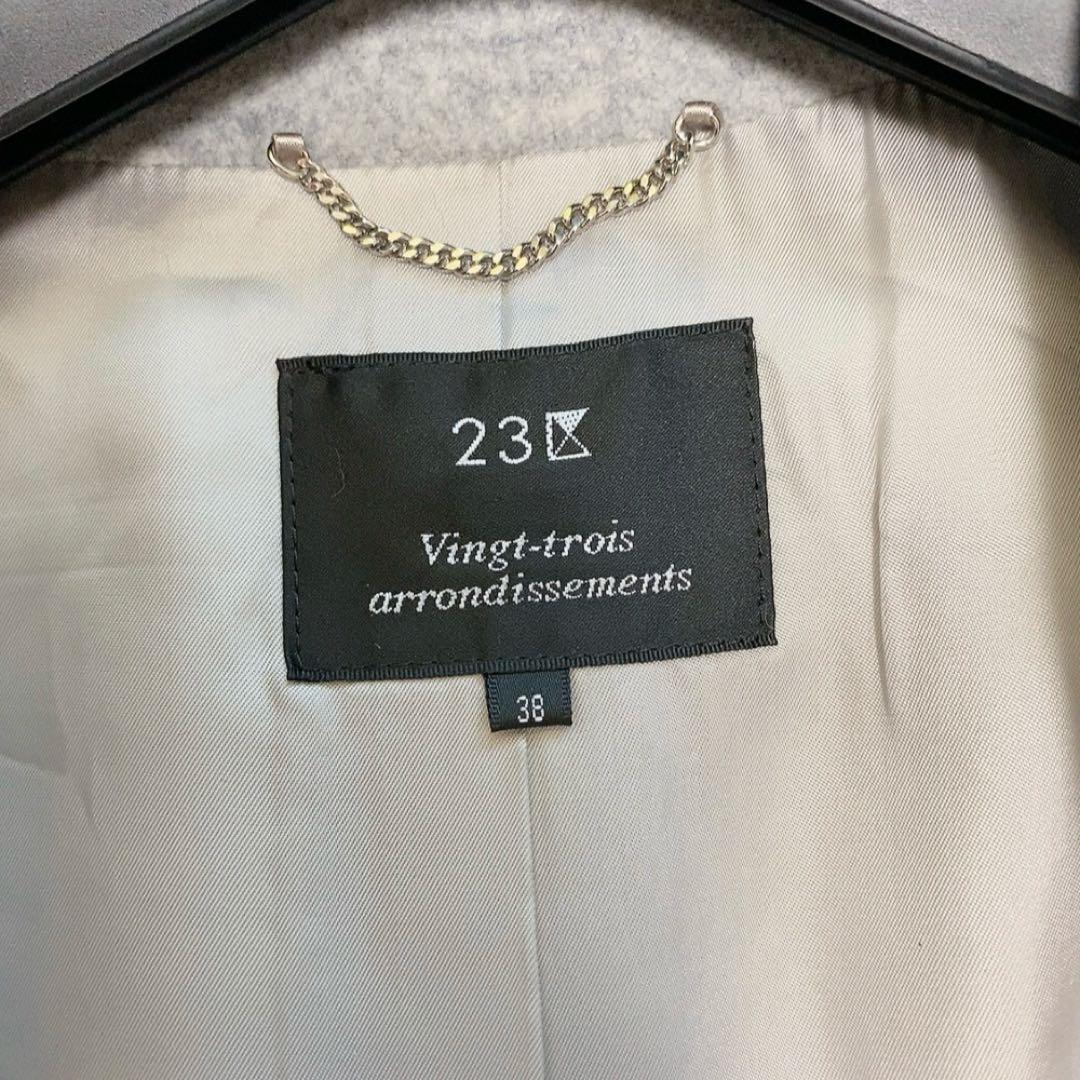 23区
Vingt-trois
arrondissements
38